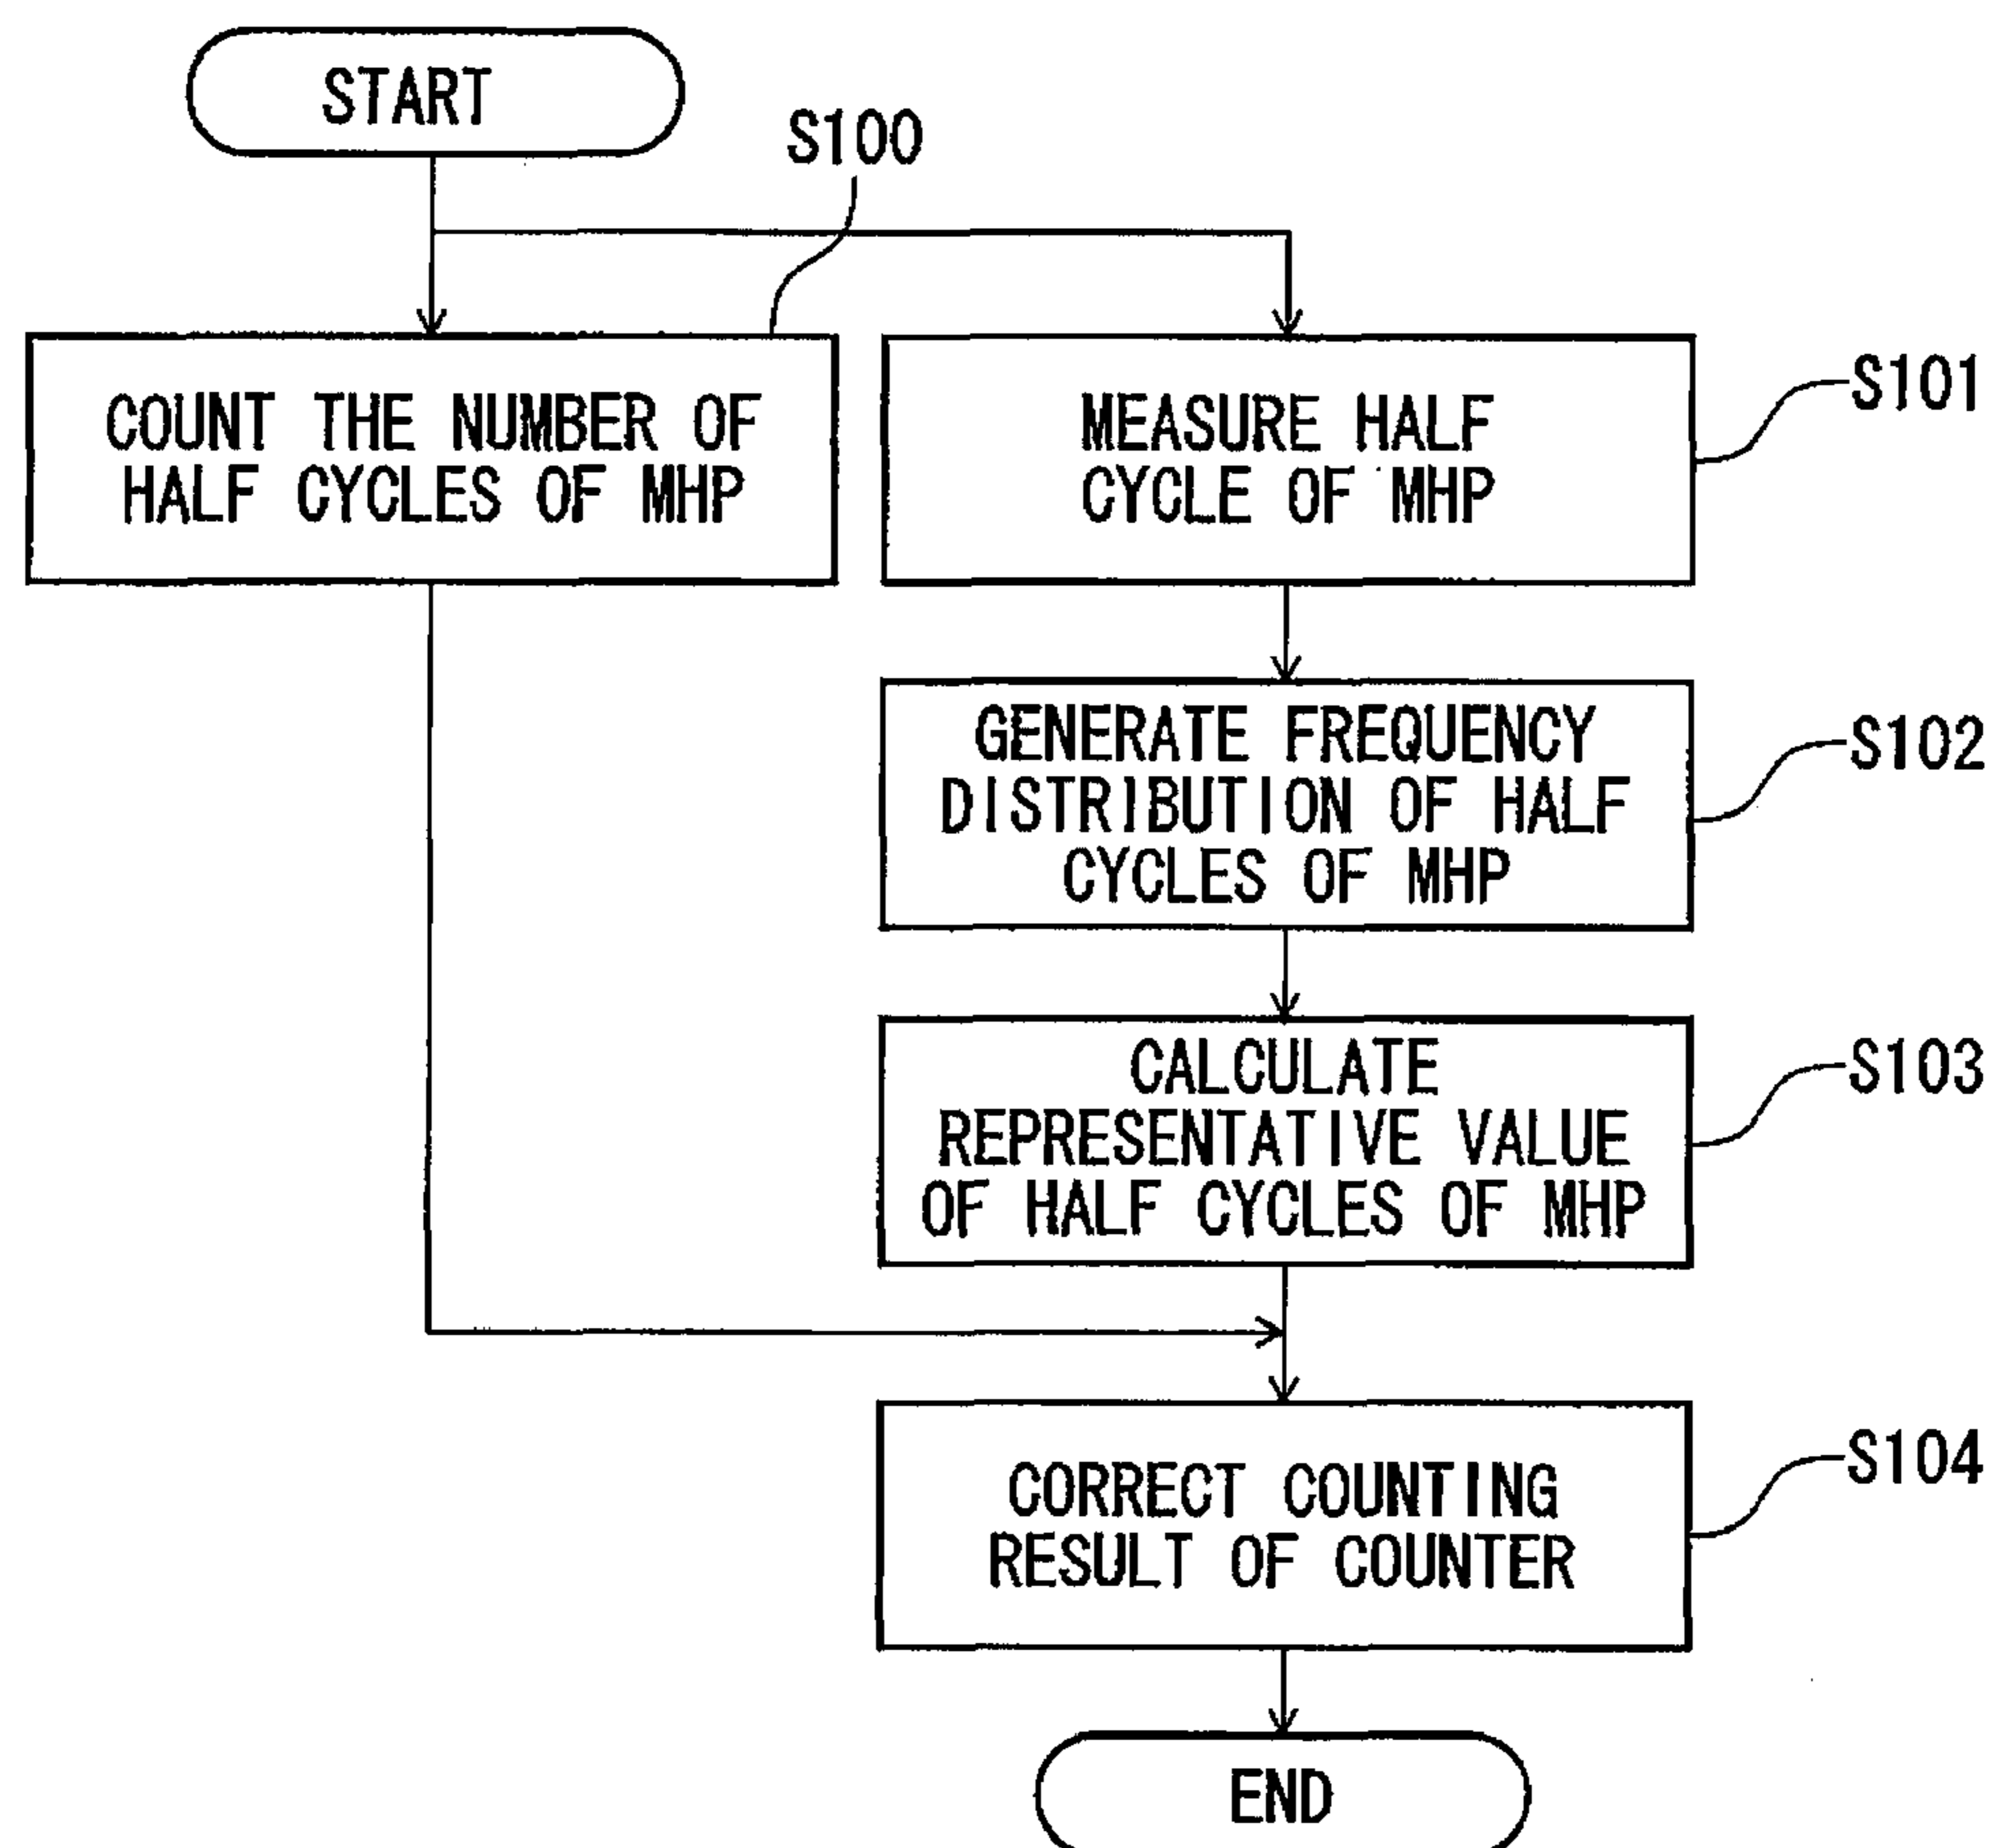 START
S100
COUNT THE NUMBER OF
HALF CYCLES OF MHP
MEASURE HALF
CYCLE OF MHP
S101
GENERATE FREQUENCY
DISTRIBUTION OF HALF
CYCLES OF MHP
S102
CALCULATE
REPRESENTATIVE VALUE
OF HALF CYCLES OF MHP
S103
CORRECT COUNTING
RESULT OF COUNTER
S104
END